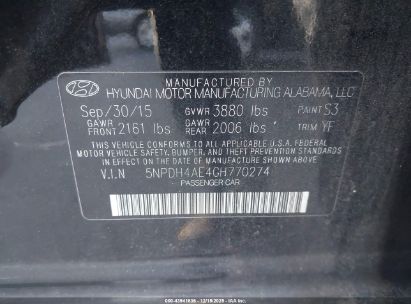 MANUFACTURED BY
HYUNDAI MOTOR MANUFACTURING ALABAMA, LLC
Sep/30/15 GVWR 3880 lbs PAINT S3
GAWR FRONT 2161 lbs GAWR REAR 2006 lbs TRIM YF
THIS VEHICLE CONFORMS TO ALL APPLICABLE U.S.A FEDERAL
MOTOR VEHICLE SAFETY, BUMPER, AND THEFT PREVENTION STANDARDS
IN EFFECT ON THE DATE OF MANUFACTURE SHOWN ABOVE.
V.I.N 5NPDH4AE4GH770274
PASSENGER CAR